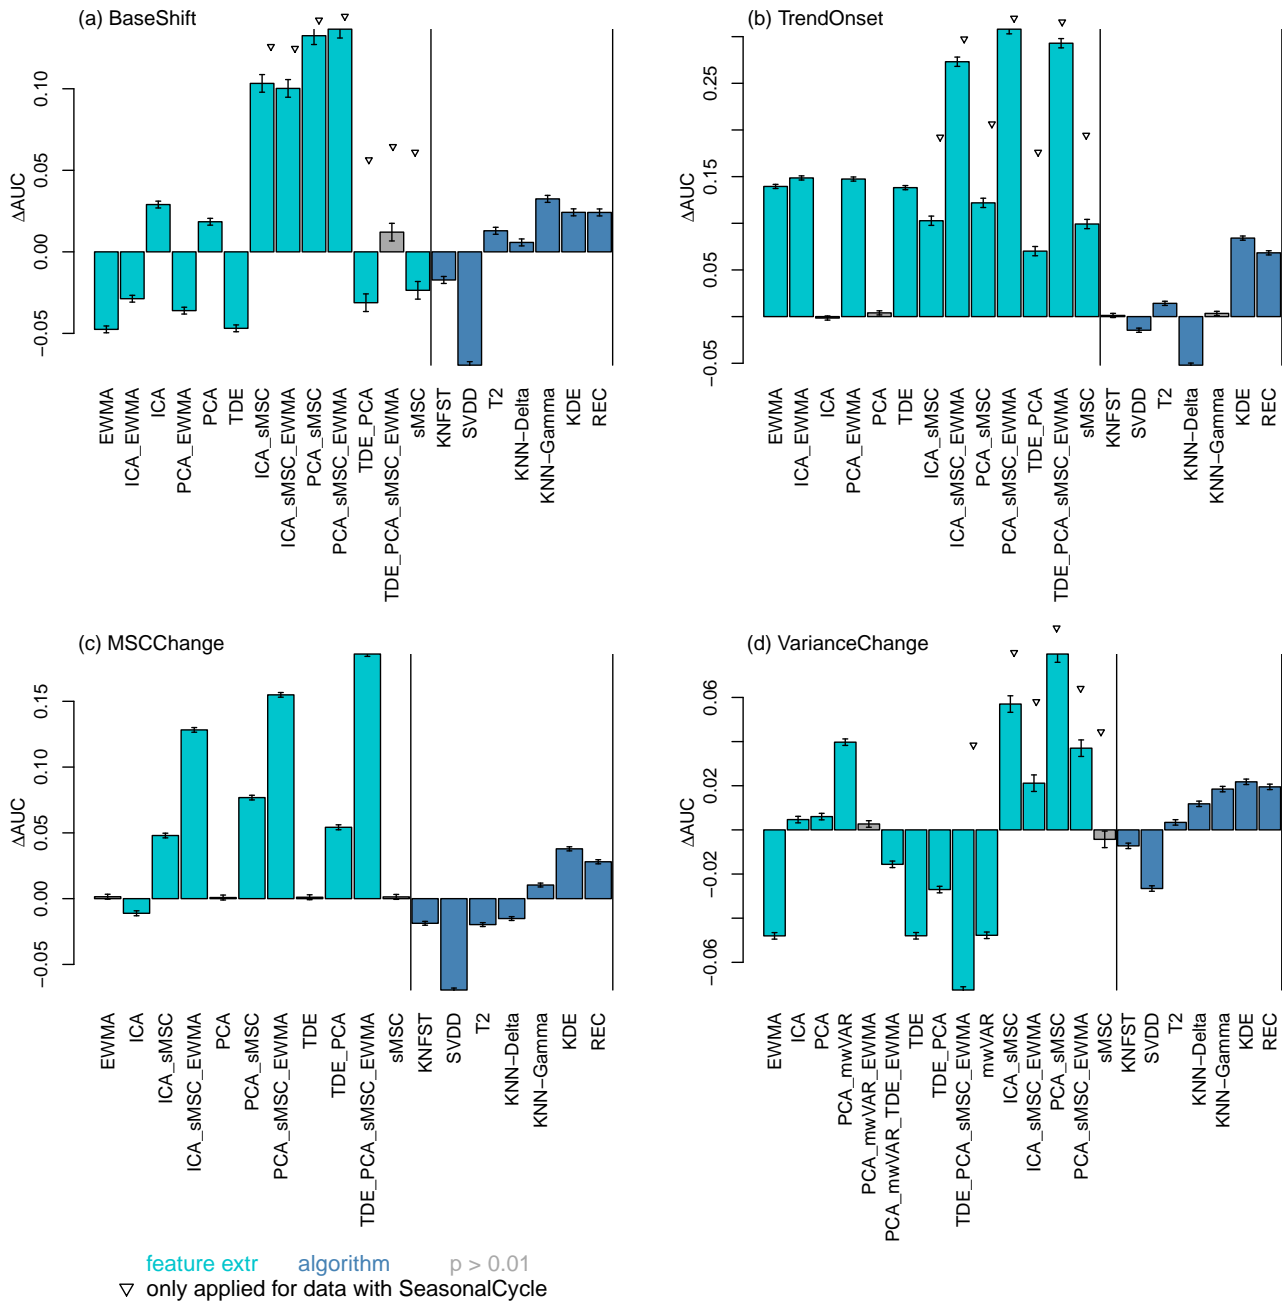 (a) BaseShift
ΔAUC
0.10
0.05
0.00
−0.05
EWMA
ICA_EWMA
ICA
PCA_EWMA
PCA
TDE
ICA_sMSC
ICA_sMSC_EWMA
PCA_sMSC
PCA_sMSC_EWMA
TDE_PCA
TDE_PCA_sMSC_EWMA
sMSC
KNFST
SVDD
T2
KNN−Delta
KNN−Gamma
KDE
REC
(b) TrendOnset
ΔAUC
0.25
0.15
0.05
−0.05
EWMA
ICA_EWMA
ICA
PCA_EWMA
PCA
TDE
ICA_sMSC
ICA_sMSC_EWMA
PCA_sMSC
PCA_sMSC_EWMA
TDE_PCA
TDE_PCA_sMSC_EWMA
sMSC
KNFST
SVDD
T2
KNN−Delta
KNN−Gamma
KDE
REC
(c) MSCChange
ΔAUC
0.15
0.10
0.05
0.00
−0.05
EWMA
ICA
ICA_sMSC
ICA_sMSC_EWMA
PCA
PCA_sMSC
PCA_sMSC_EWMA
TDE
TDE_PCA
TDE_PCA_sMSC_EWMA
sMSC
KNFST
SVDD
T2
KNN−Delta
KNN−Gamma
KDE
REC
(d) VarianceChange
ΔAUC
0.06
0.02
−0.02
−0.06
EWMA
ICA
PCA
PCA_mwVAR
PCA_mwVAR_EWMA
PCA_mwVAR_TDE_EWMA
TDE
TDE_PCA
TDE_PCA_sMSC_EWMA
mwVAR
ICA_sMSC
ICA_sMSC_EWMA
PCA_sMSC
PCA_sMSC_EWMA
sMSC
KNFST
SVDD
T2
KNN−Delta
KNN−Gamma
KDE
REC
feature extr algorithm p > 0.01
only applied for data with SeasonalCycle